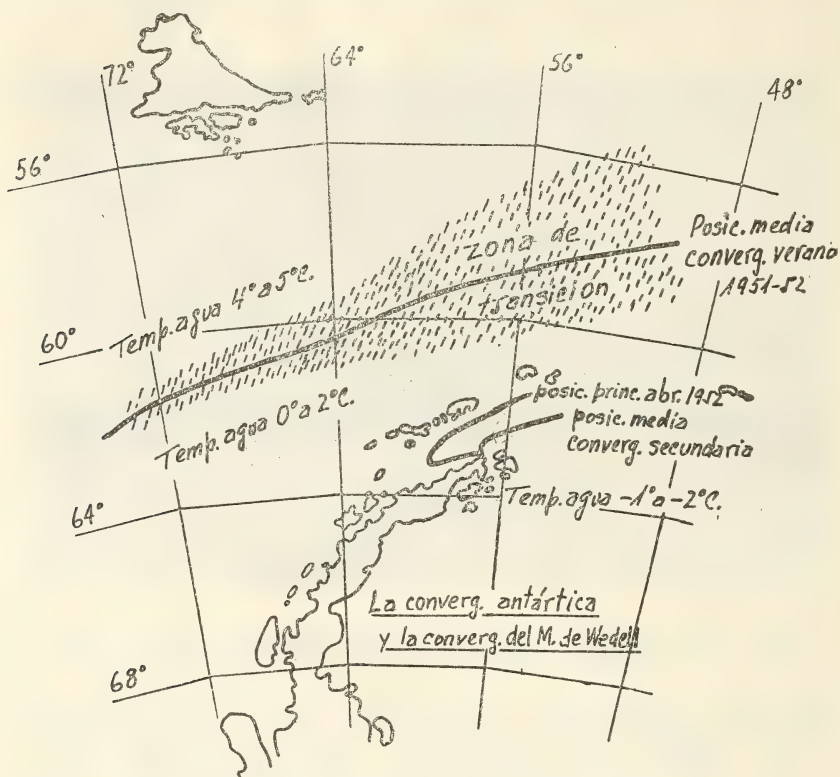 72°
64°
56°
48°
56°
zona de
Posic. media
converg. verano
1951-52
Temp. agua 4° a 5°C.
transicion
60°
posic. princ. abr. 1952
posic. media
converg. secundaria
Temp. agua 0° a 2°C.
64°
Temp. agua -1° a -2°C.
La converg. antártica
y la converg. del M. de Wedell
68°